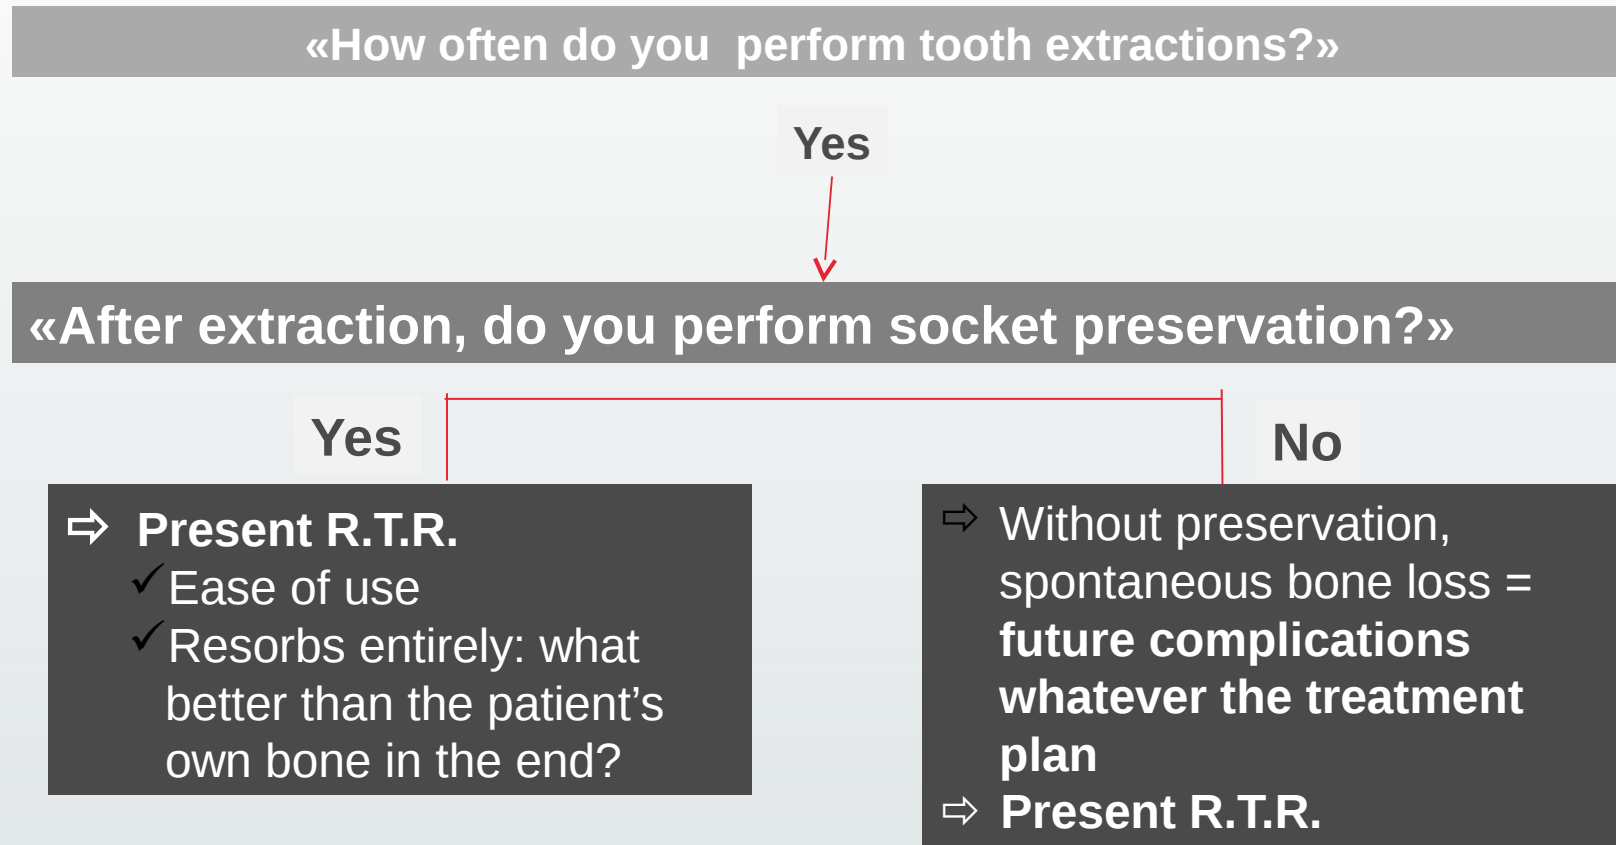 «How often do you  perform tooth extractions?»
Yes
«After extraction, do you perform socket preservation?»
Yes
No
⇨ Present R.T.R.
✓Ease of use
✓Resorbs entirely: what
better than the patient’s
own bone in the end?
⇨ Without preservation,
spontaneous bone loss =
future complications
whatever the treatment
plan
⇨ Present R.T.R.